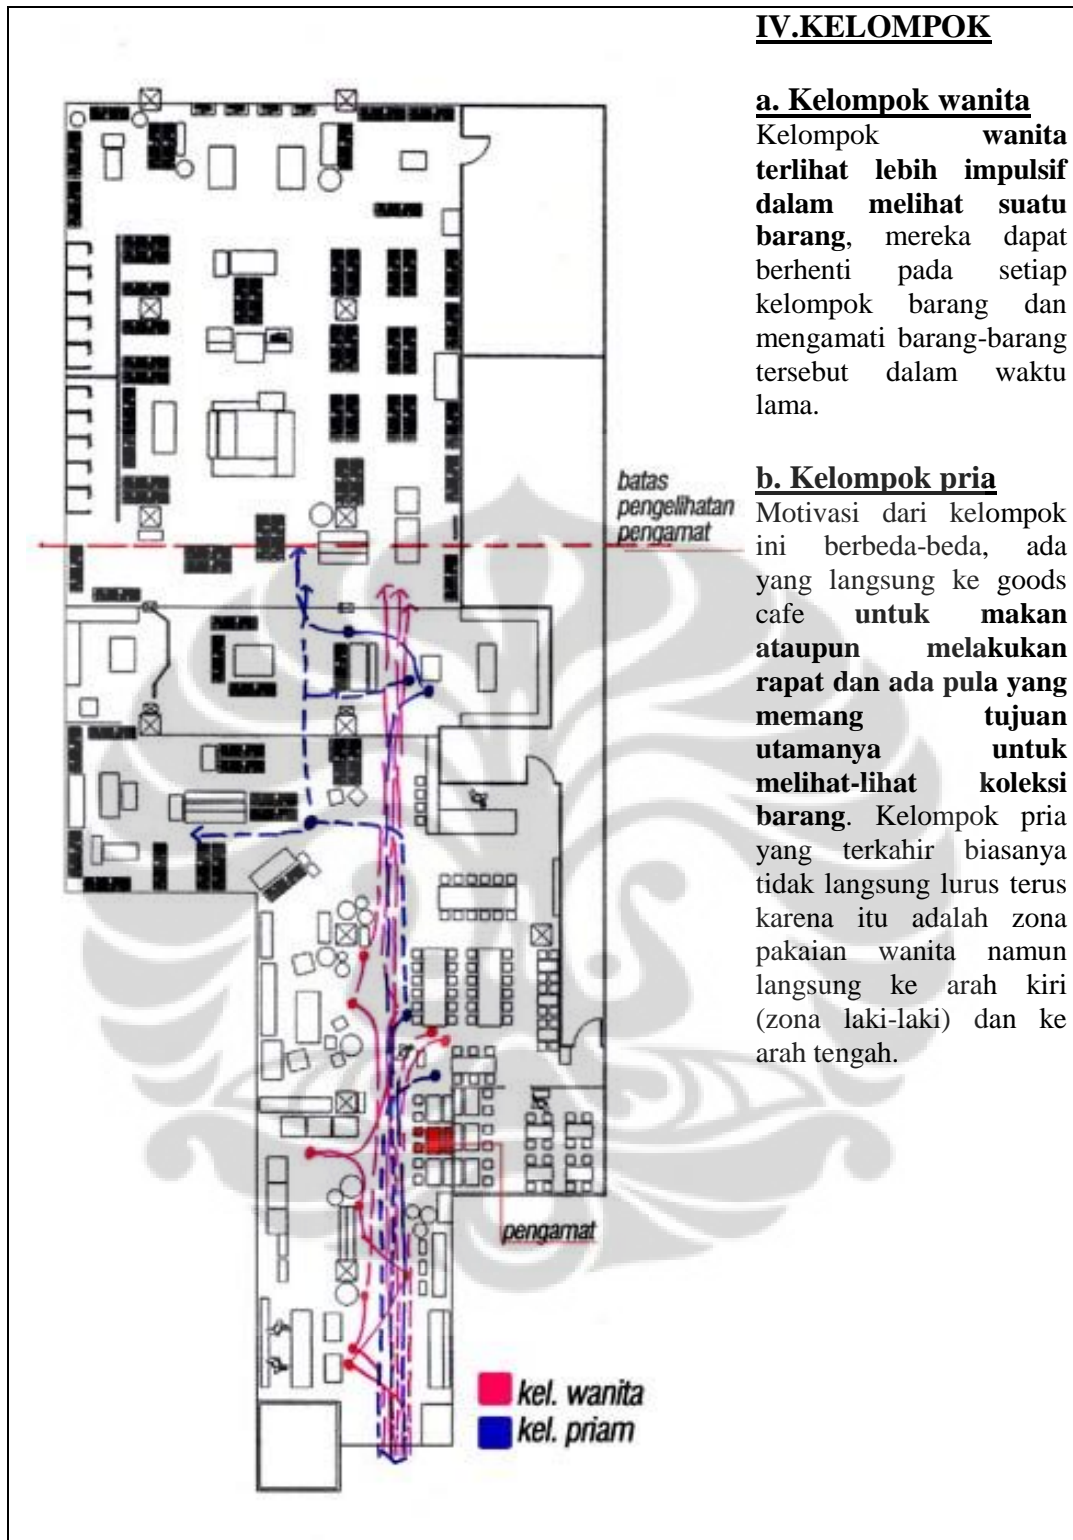 IV.KELOMPOK
a. Kelompok wanita
Kelompok wanita
terlihat lebih impulsif
dalam melihat suatu
barang, mereka dapat
berhenti pada setiap
kelompok barang dan
mengamati barang-barang
tersebut dalam waktu
lama.
b. Kelompok pria
Motivasi dari kelompok
ini berbeda-beda, ada
yang langsung ke goods
cafe untuk makan
ataupun melakukan
rapat dan ada pula yang
memang tujuan
utamanya untuk
melihat-lihat koleksi
barang. Kelompok pria
yang terkahir biasanya
tidak langsung lurus terus
karena itu adalah zona
pakaian wanita namun
langsung ke arah kiri
(zona laki-laki) dan ke
arah tengah.
batas
pengelihatan
pengamat
pengamat
kel. wanita
kel. priam